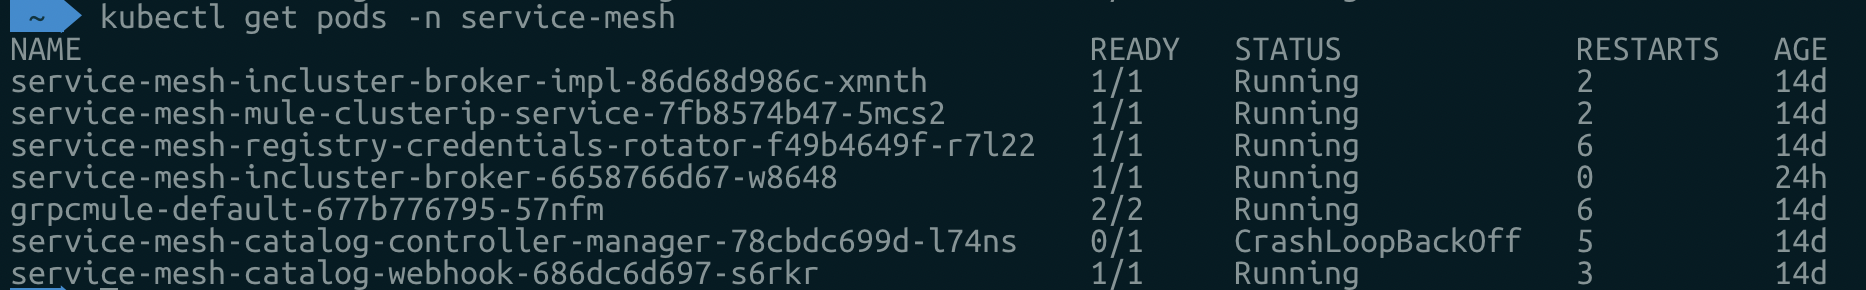 ~ kubectl get pods -n service-mesh
NAME READY STATUS RESTARTS AGE
service-mesh-incluster-broker-impl-86d68d986c-xmnth 1/1 Running 2 14d
service-mesh-mule-clusterip-service-7fb8574b47-5mcs2 1/1 Running 2 14d
service-mesh-registry-credentials-rotator-f49b4649f-r7l22 1/1 Running 6 14d
service-mesh-incluster-broker-6658766d67-w8648 1/1 Running 0 24h
grpcmule-default-677b776795-57nfm 2/2 Running 6 14d
service-mesh-catalog-controller-manager-78cbdc699d-l74ns 0/1 CrashLoopBackOff 5 14d
service-mesh-catalog-webhook-686dc6d697-s6rkr 1/1 Running 3 14d